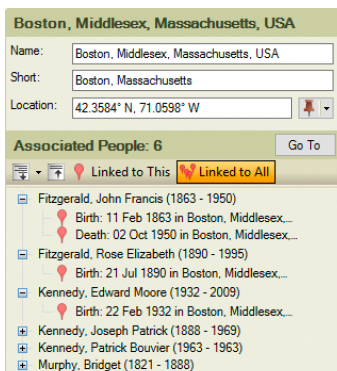 Boston, Middlesex, Massachusetts, USA
Name: Boston, Middlesex, Massachusetts, USA
Short: Boston, Massachusetts
Location: 42.3584° N, 71.0598° W
Associated People: 6 Go To
Linked to This Linked to All
Fitzgerald, John Francis (1863 - 1950)
Birth: 11 Feb 1863 in Boston, Middlesex,...
Death: 02 Oct 1950 in Boston, Middlesex,...
Fitzgerald, Rose Elizabeth (1890 - 1995)
Birth: 21 Jul 1890 in Boston, Middlesex,...
Kennedy, Edward Moore (1932 - 2009)
Birth: 22 Feb 1932 in Boston, Middlesex,...
Kennedy, Joseph Patrick (1888 - 1969)
Kennedy, Patrick Bouvier (1963 - 1963)
Murphy, Bridget (1821 - 1888)